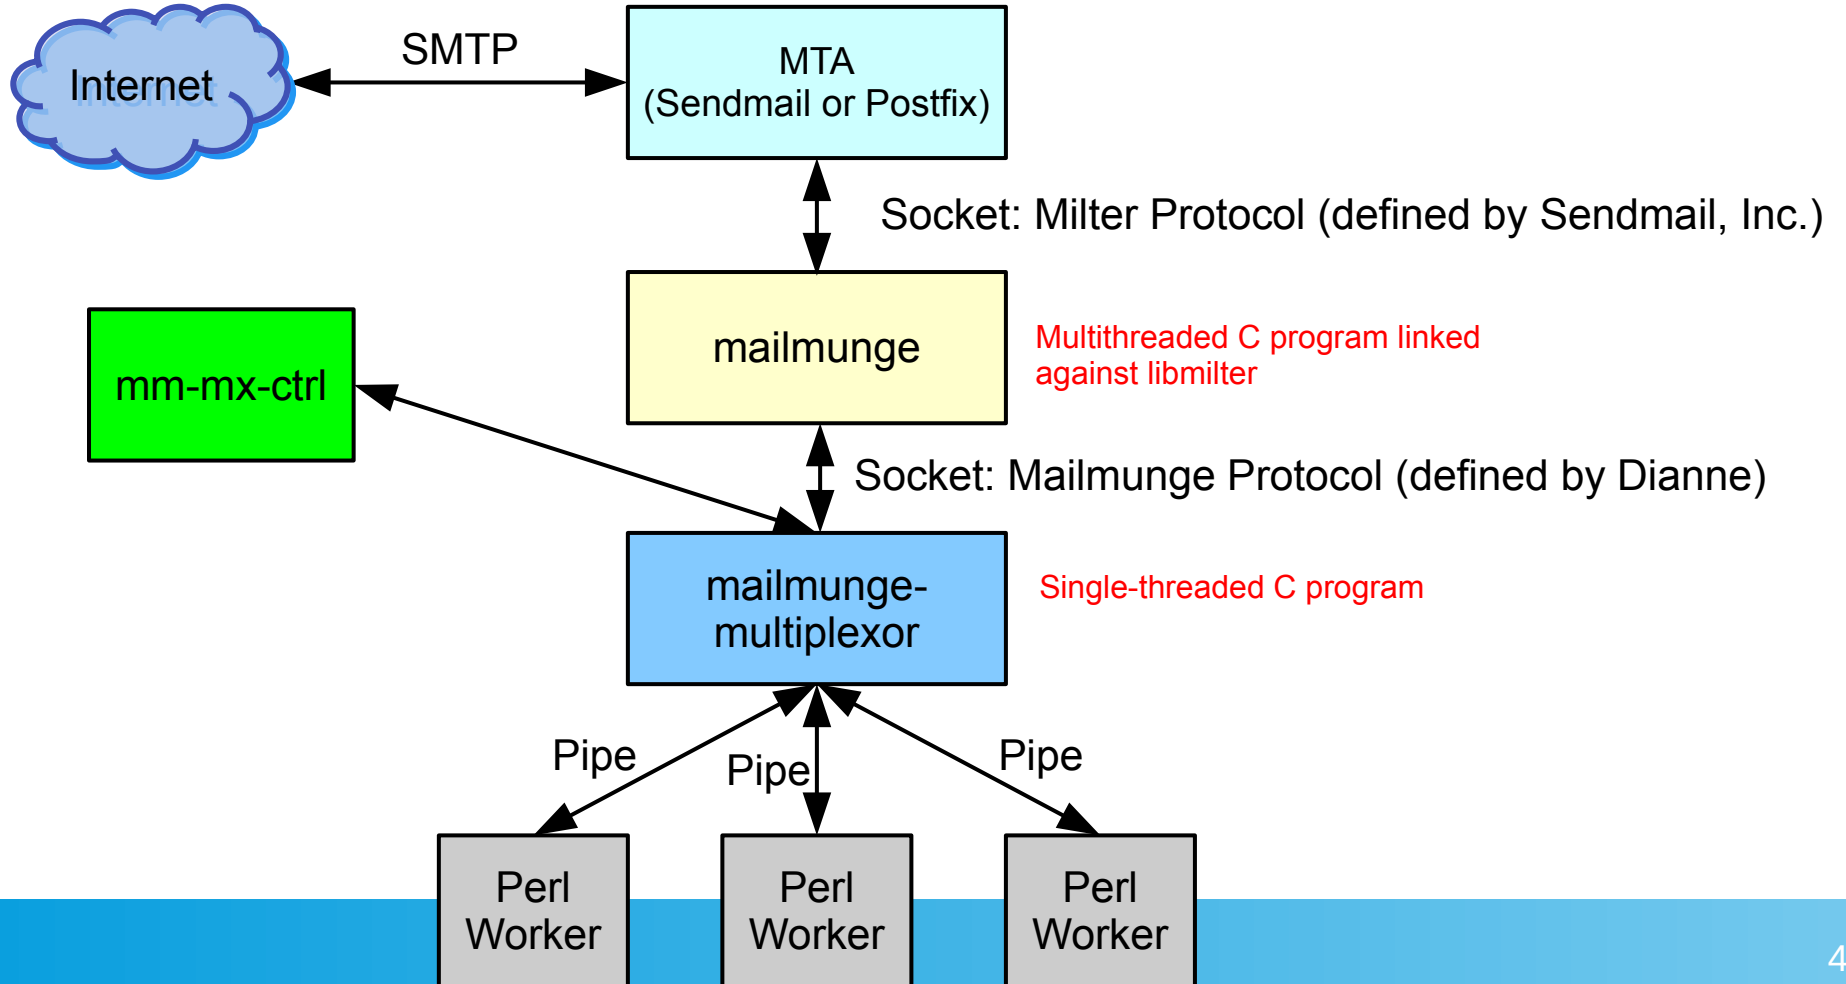 SMTP
Internet
MTA
(Sendmail or Postfix)
Socket: Milter Protocol (defined by Sendmail, Inc.)
mailmunge
Multithreaded C program linked
against libmilter
mm-mx-ctrl
Socket: Mailmunge Protocol (defined by Dianne)
mailmunge-
multiplexor
Single-threaded C program
Pipe
Pipe
Pipe
Perl
Worker
Perl
Worker
Perl
Worker
4